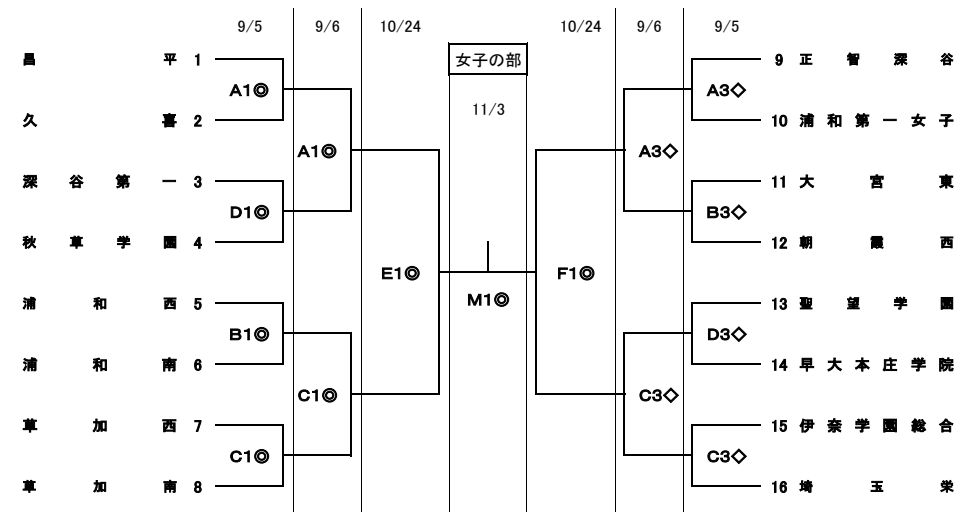 9/5 9/6 10/24 10/24 9/6 9/5
女子の部
11/3
昌平 1
A1◎
久喜 2
A1◎
深谷第一 3
D1◎
秋草学園 4
E1◎
浦和西 5
B1◎
浦和南 6
C1◎
草加西 7
C1◎
草加南 8
M1◎
F1◎
9 正智深谷
A3◇
10 浦和第一女子
A3◇
11 大宮東
B3◇
12 朝霞西
13 聖望学園
D3◇
14 早大本庄学院
C3◇
15 伊奈学園総合
C3◇
16 埼玉栄